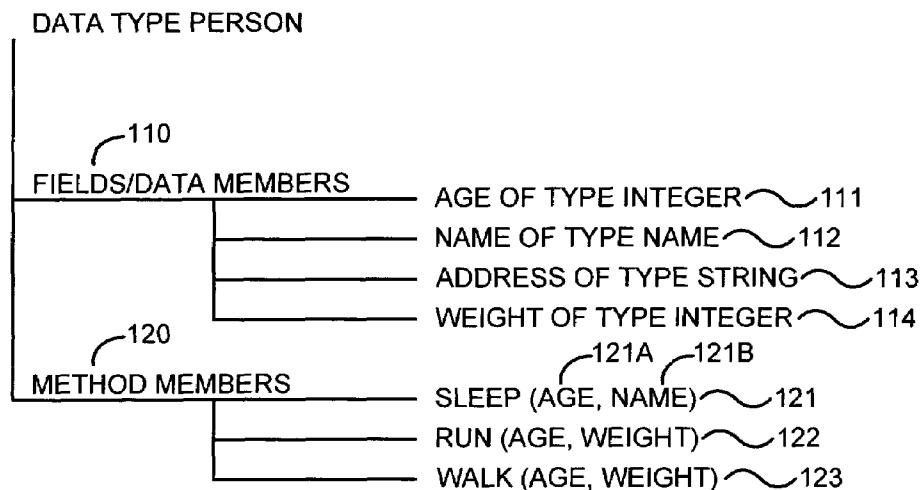 DATA TYPE PERSON
110
FIELDS/DATA MEMBERS
AGE OF TYPE INTEGER 111
NAME OF TYPE NAME 112
ADDRESS OF TYPE STRING 113
WEIGHT OF TYPE INTEGER 114
120
METHOD MEMBERS
121A 121B
SLEEP (AGE, NAME) 121
RUN (AGE, WEIGHT) 122
WALK (AGE, WEIGHT) 123